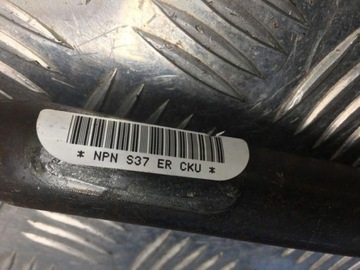 * NPN S37 ER CKU *